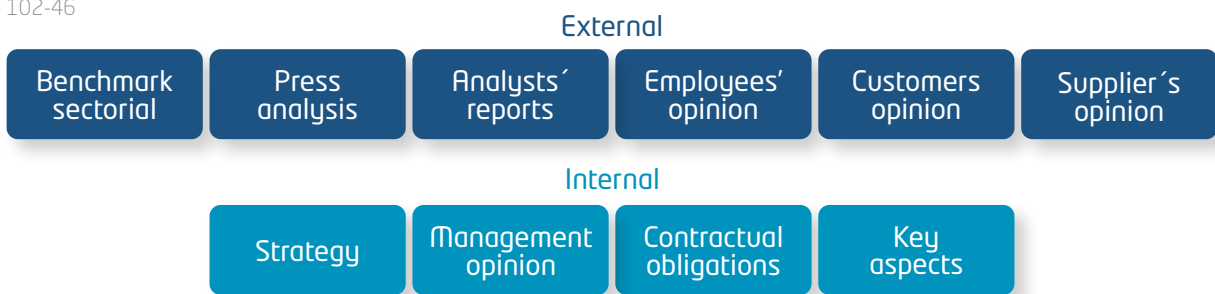 102-46
External
Benchmark
sectorial
Press
analysis
Analysts´
reports
Employees’
opinion
Customers
opinion
Supplier´s
opinion
Internal
Strategy
Management
opinion
Contractual
obligations
Key
aspects